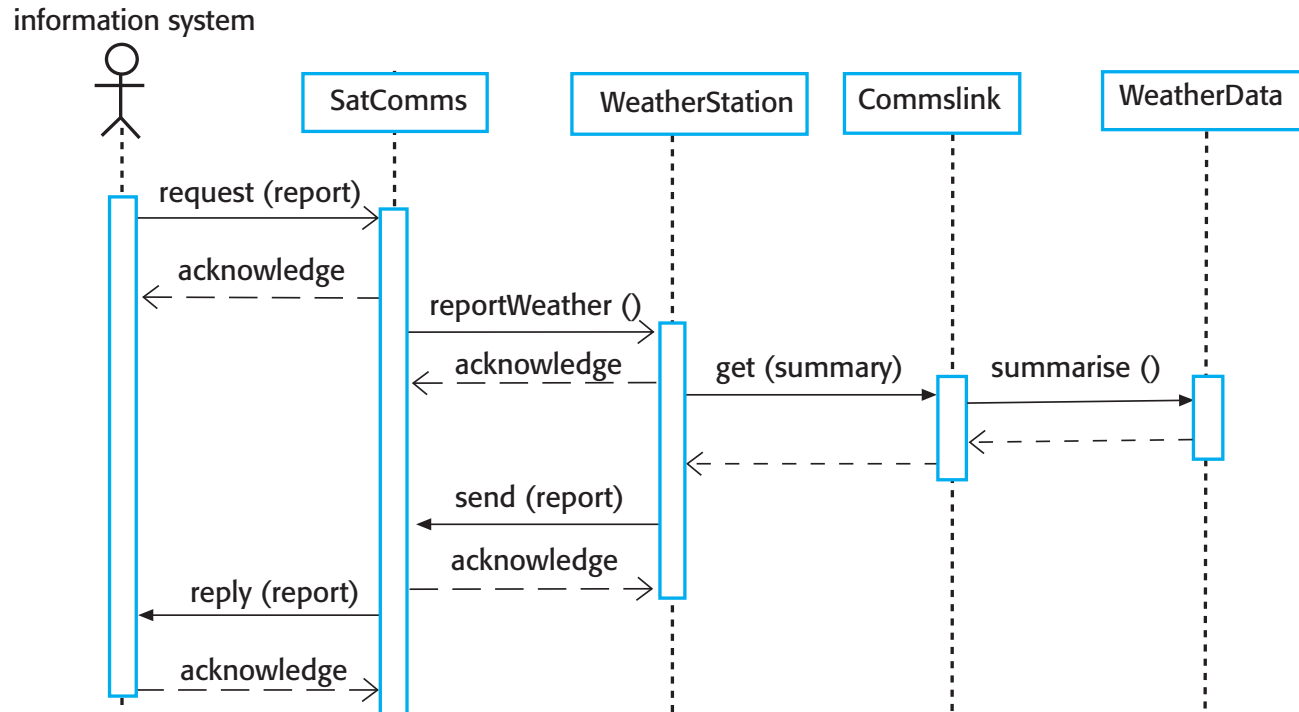 information system
SatComms
WeatherStation
Commslink
WeatherData
request (report)
acknowledge
reportWeather ()
acknowledge
get (summary)
summarise ()
send (report)
acknowledge
reply (report)
acknowledge